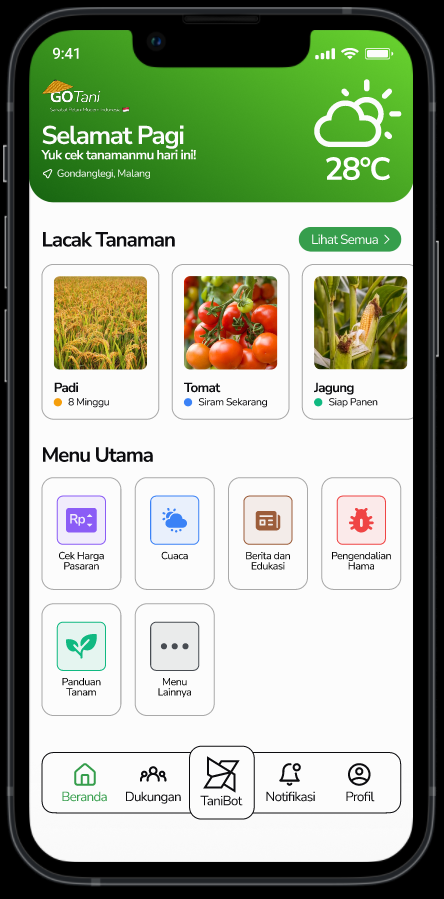 9:41
GOTani
Selamat Pagi
Yuk cek tanamanmu hari ini!
Gondanglegi, Malang
28°C
Lacak Tanaman
Lihat Semua >
Padi
8 Minggu
Tomat
Siram Sekarang
Jagung
Siap Panen
Menu Utama
Rp
Cek Harga
Pasaran
Cuaca
Berita dan
Edukasi
Pengendalian
Hama
Panduan
Tanam
Menu
Lainnya
Beranda
Dukungan
TaniBot
Notifikasi
Profil